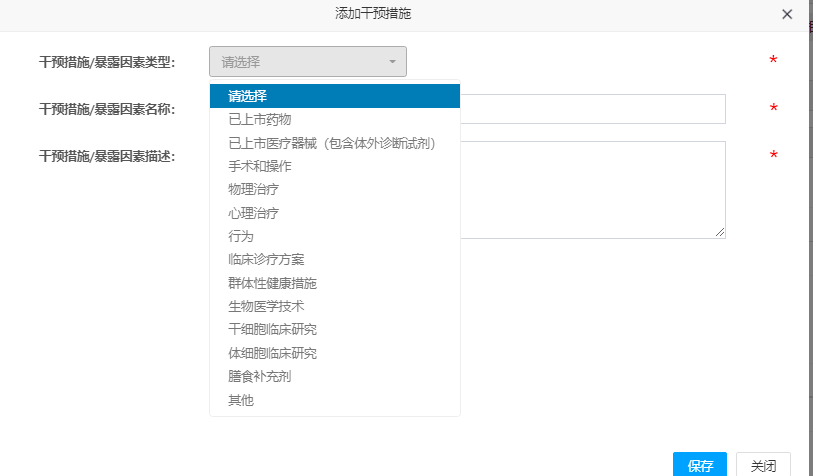 添加干预措施
干预措施/暴露因素类型:
请选择
*
请选择
干预措施/暴露因素名称:
*
已上市药物
已上市医疗器械（包含体外诊断试剂）
干预措施/暴露因素描述:
*
手术和操作
物理治疗
心理治疗
行为
临床诊疗方案
群体性健康措施
生物医学技术
干细胞临床研究
体细胞临床研究
膳食补充剂
其他
保存
关闭